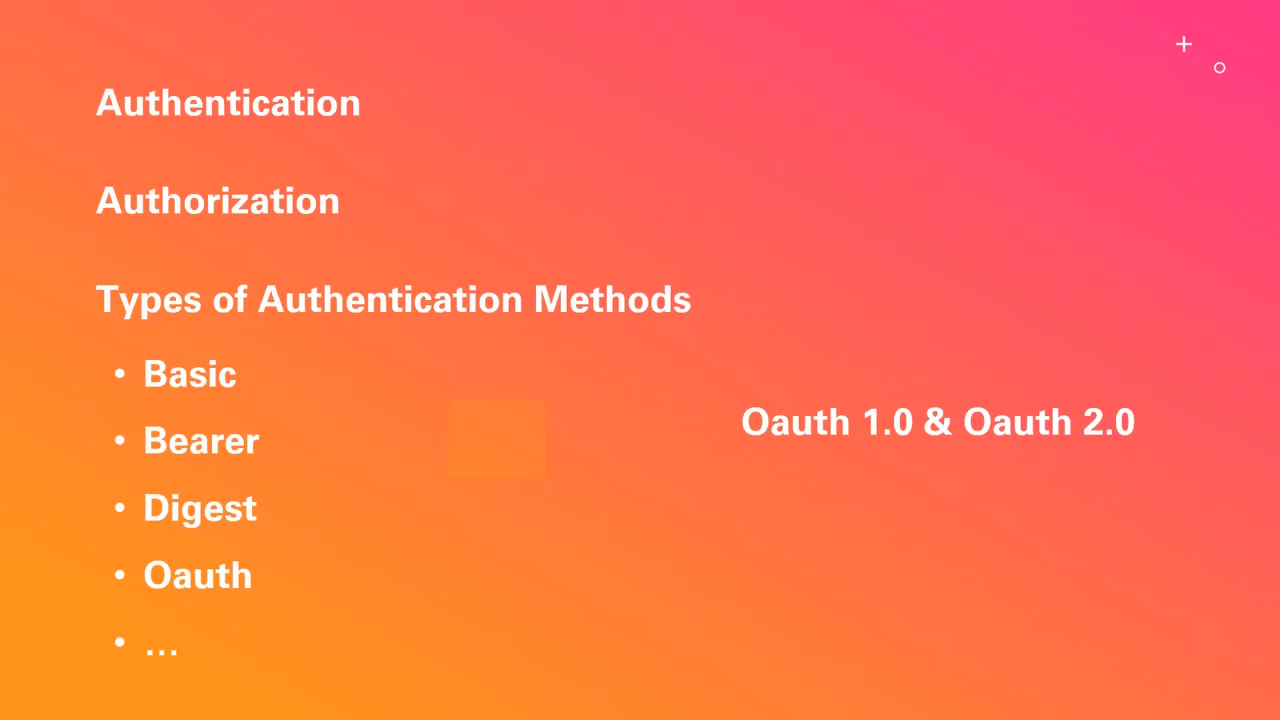 Authentication
Authorization
Types of Authentication Methods
• Basic
• Bearer
• Digest
• Oauth
• ...
Oauth 1.0 & Oauth 2.0